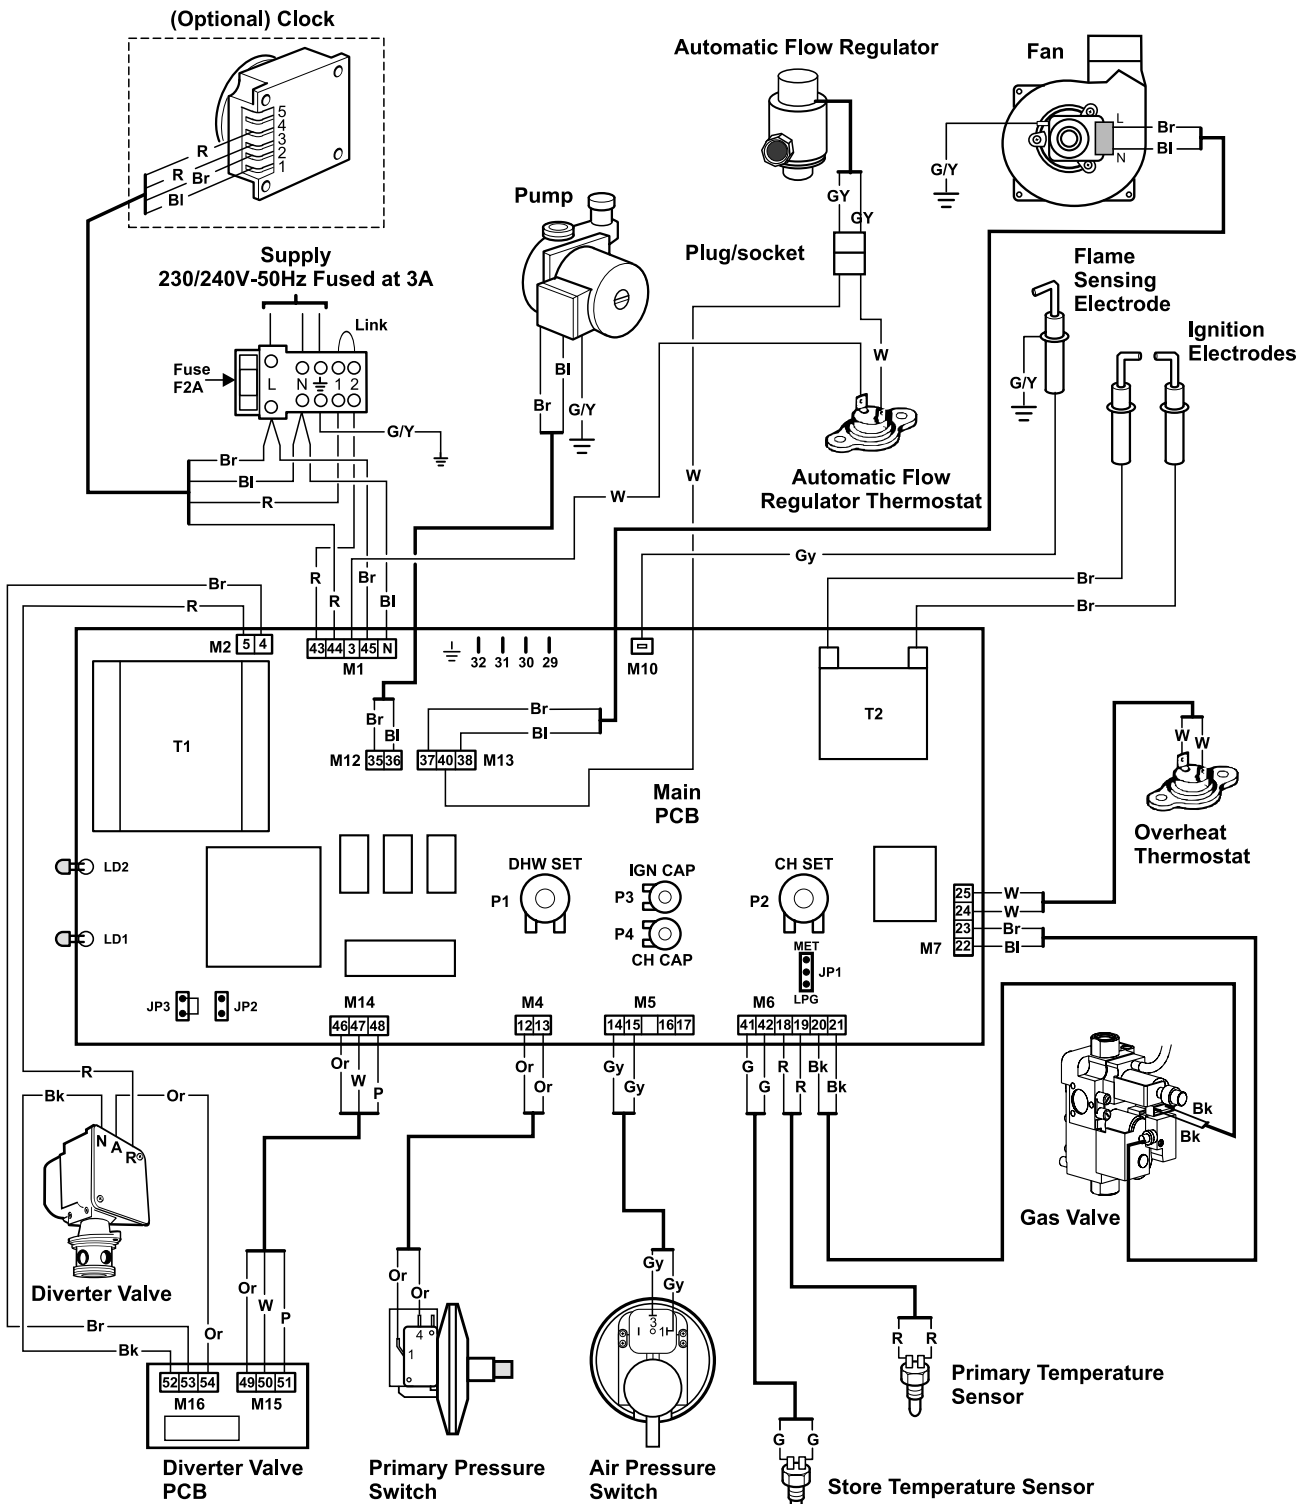 (Optional) Clock
5
4
3
2
1
R
R
Br
Bl
Automatic Flow Regulator
GY
GY
Plug/socket
Fan
L
N
Br
Bl
G/Y
Pump
Br
Bl
G/Y
Supply
230/240V-50Hz Fused at 3A
Link
Fuse
F2A
L N 1 2
G/Y
Br
Bl
R
Flame
Sensing
Electrode
G/Y
Ignition
Electrodes
W
W
W
Automatic Flow
Regulator Thermostat
Gy
Br
Br
Br
R
R
R
Br
Bl
M2
5 4
43 44 3 45 N
M1
32 31 30 29
M10
T1
T2
Br
Bl
M12
35 36
Br
Bl
37 40 38
M13
Main
PCB
W
W
Overheat
Thermostat
LD2
LD1
DHW SET
P1
IGN CAP
P3
P4
CH CAP
CH SET
P2
MET
JP1
LPG
25
24
23
22
M7
W
W
Br
Bl
JP3
JP2
M14
46 47 48
M4
12 13
M5
14 15 16 17
M6
41 42 18 19 20 21
Or
W
P
Or
Or
Gy
Gy
G
G
R
R
Bk
Bk
R
Bk
Or
N
A
R
Diverter Valve
Br
Bk
Or
Or
W
P
52 53 54
M16
49 50 51
M15
Diverter Valve
PCB
Or
Or
4
1
Primary Pressure
Switch
Gy
Gy
3
1
Air Pressure
Switch
G
G
Store Temperature Sensor
R
R
Primary Temperature
Sensor
Bk
Bk
Gas Valve